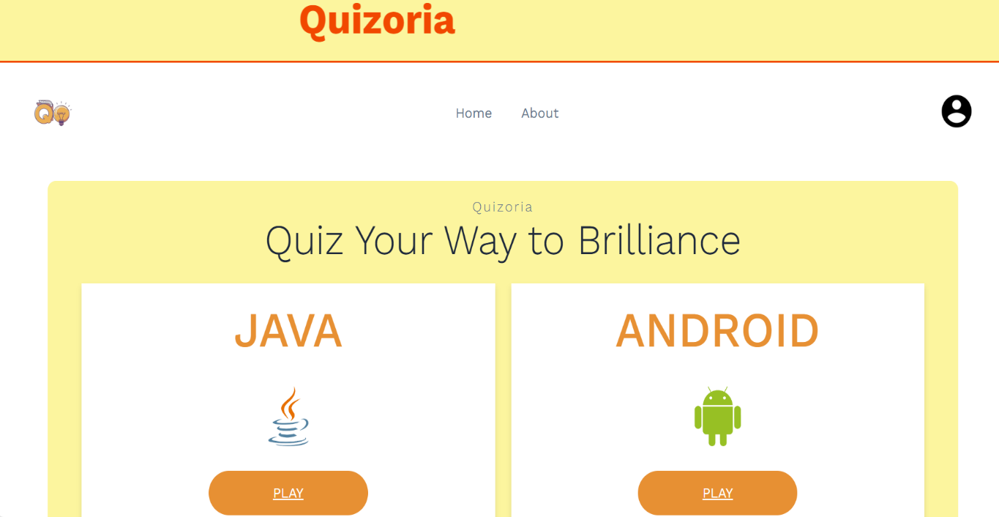 Quizoria
Home About
Quizoria
Quiz Your Way to Brilliance
JAVA ANDROID
PLAY PLAY